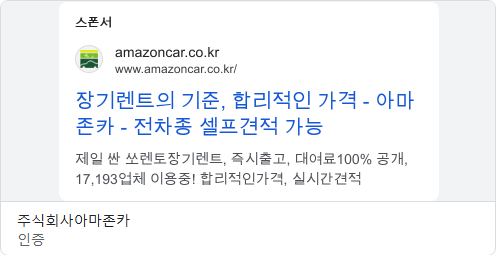 스폰서
amazoncar.co.kr
www.amazoncar.co.kr/
장기렌트의 기준, 합리적인 가격 - 아마
존카 - 전차종 셀프견적 가능
제일 싼 쏘렌토장기렌트, 즉시출고, 대여료100% 공개,
17,193업체 이용중! 합리적인가격, 실시간견적
주식회사아마존카
인증